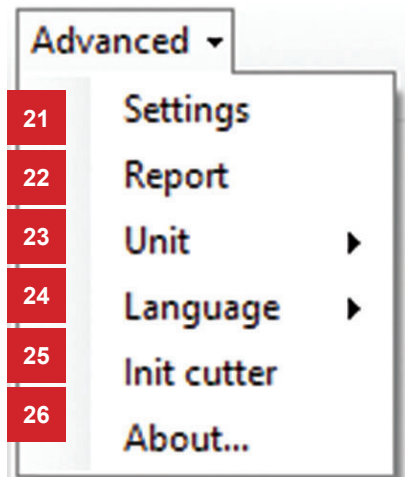 Advanced
21 Settings
22 Report
23 Unit
24 Language
25 Init cutter
26 About...